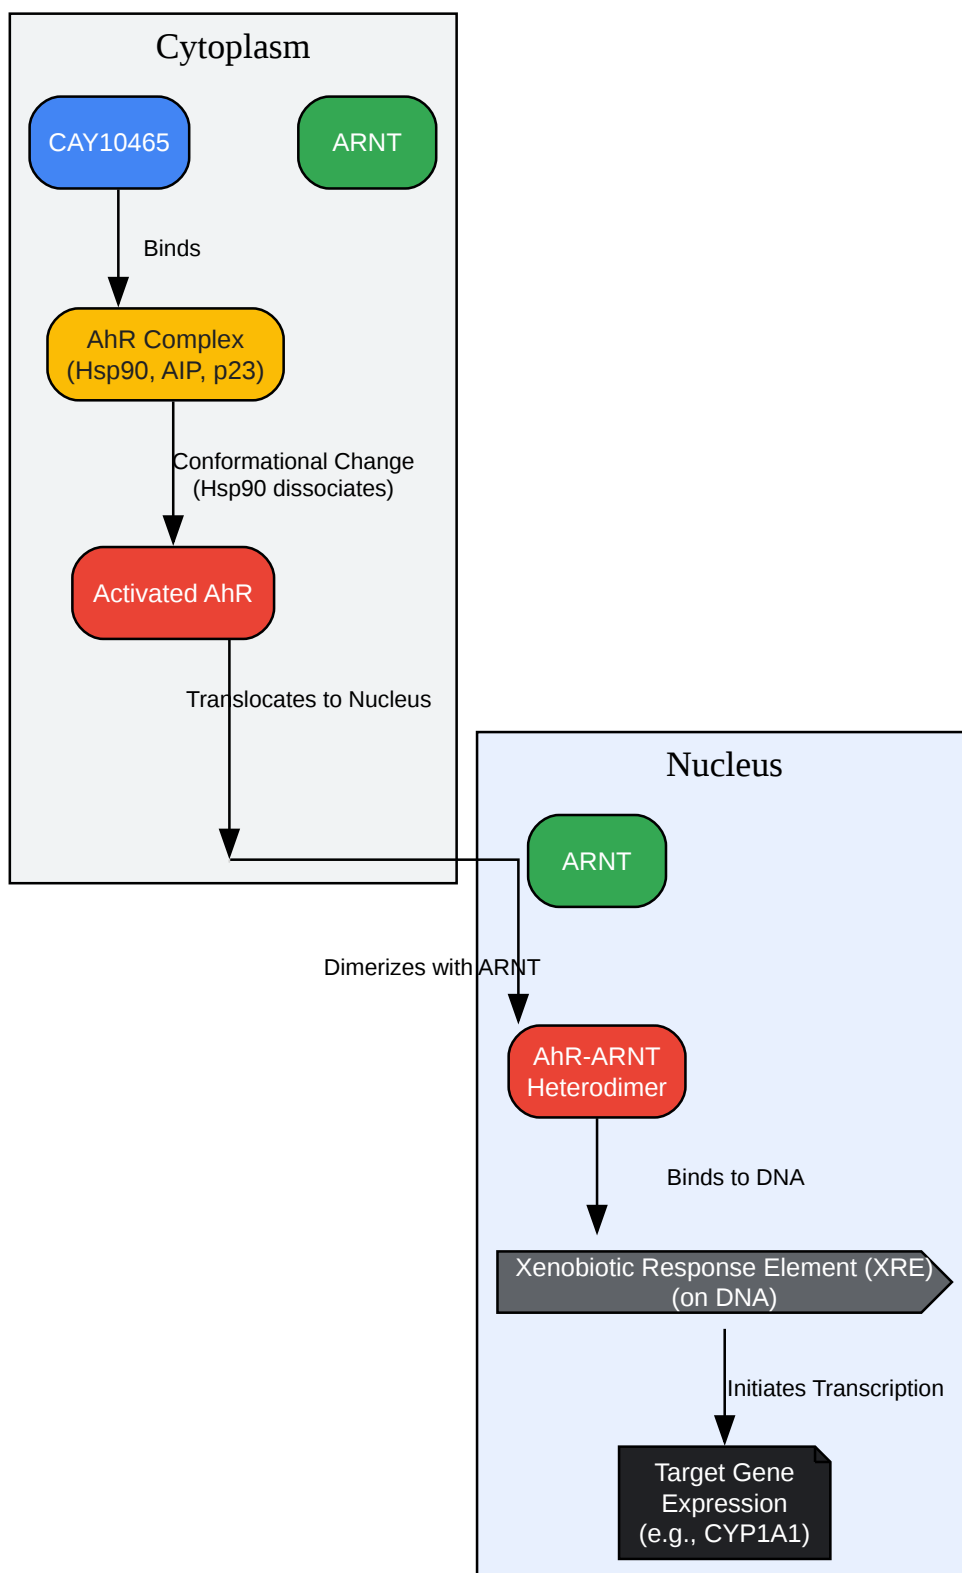 Cytoplasm
CAY10465
ARNT
Binds
AhR Complex
(Hsp90, AIP, p23)
Conformational Change
(Hsp90 dissociates)
Activated AhR
Translocates to Nucleus
Nucleus
ARNT
Dimerizes with ARNT
AhR-ARNT
Heterodimer
Binds to DNA
Xenobiotic Response Element (XRE)
(on DNA)
Initiates Transcription
Target Gene
Expression
(e.g., CYP1A1)